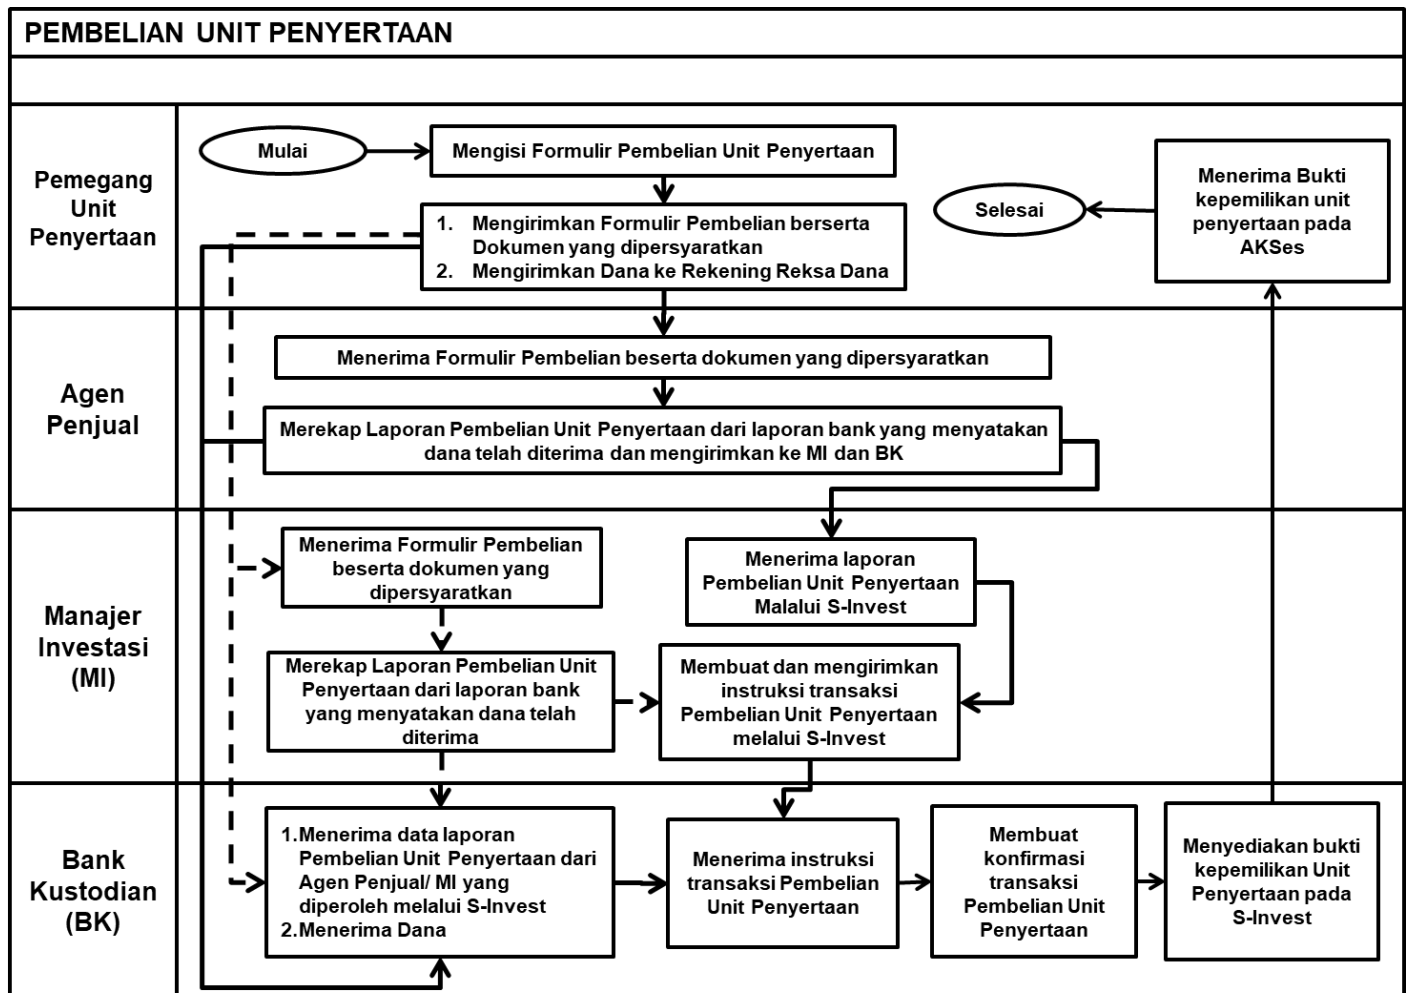 PEMBELIAN UNIT PENYERTAAN
Pemegang
Unit
Penyertaan
Mulai
Mengisi Formulir Pembelian Unit Penyertaan
1. Mengirimkan Formulir Pembelian berserta
Dokumen yang dipersyaratkan
2. Mengirimkan Dana ke Rekening Reksa Dana
Selesai
Menerima Bukti
kepemilikan unit
penyertaan pada
AKSes
Agen
Penjual
Menerima Formulir Pembelian beserta dokumen yang dipersyaratkan
Merekap Laporan Pembelian Unit Penyertaan dari laporan bank yang menyatakan
dana telah diterima dan mengirimkan ke MI dan BK
Manajer
Investasi
(MI)
Menerima Formulir Pembelian
beserta dokumen yang
dipersyaratkan
Menerima laporan
Pembelian Unit Penyertaan
Malalui S-Invest
Merekap Laporan Pembelian Unit
Penyertaan dari laporan bank
yang menyatakan dana telah
diterima
Membuat dan mengirimkan
instruksi transaksi
Pembelian Unit Penyertaan
melalui S-Invest
Bank
Kustodian
(BK)
1. Menerima data laporan
Pembelian Unit Penyertaan dari
Agen Penjual/ MI yang
diperoleh melalui S-Invest
2. Menerima Dana
Menerima instruksi
transaksi Pembelian
Unit Penyertaan
Membuat
konfirmasi
transaksi
Pembelian Unit
Penyertaan
Menyediakan bukti
kepemilikan Unit
Penyertaan pada
S-Invest